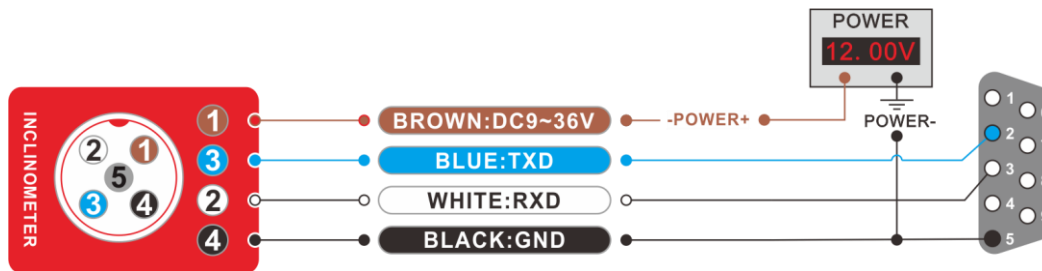 POWER
12.00V
INCLINOMETER
2 1
5
3 4
1 BROWN:DC9~36V -POWER+
POWER-
3 BLUE:TXD
2 WHITE:RXD
4 BLACK:GND
1
2
3
4
5